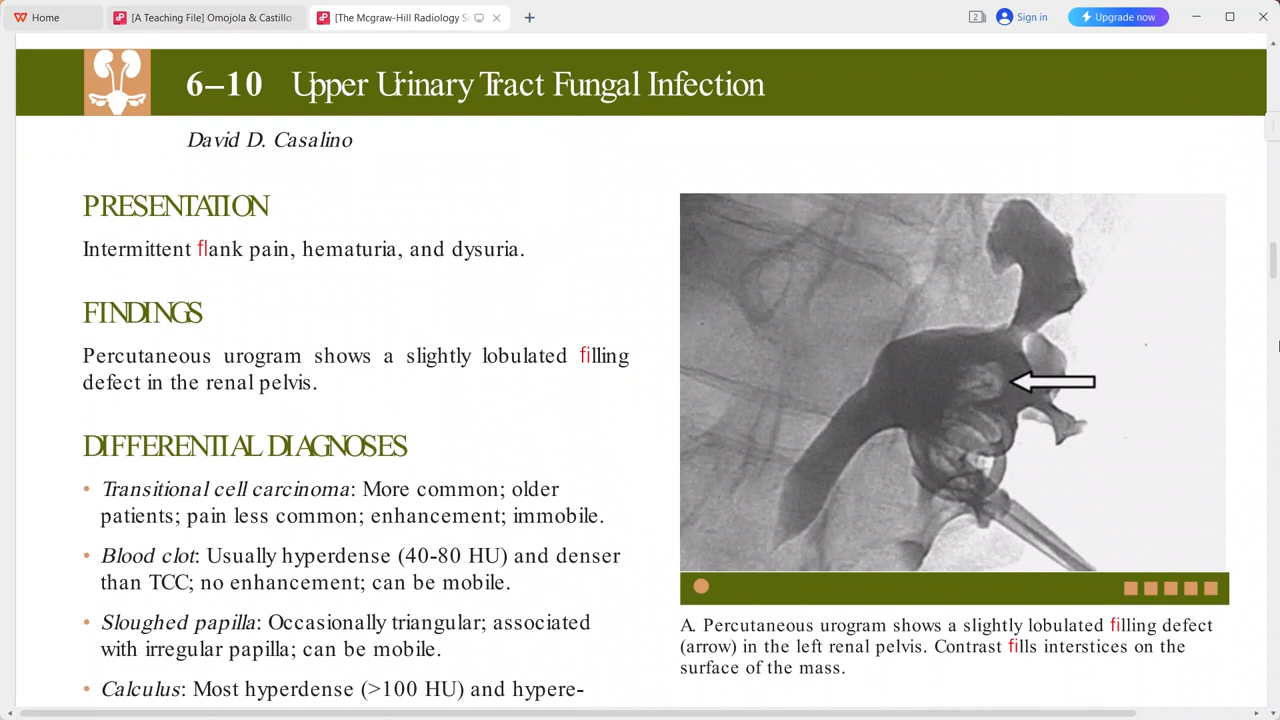 Home
[A Teaching File] Omojola & Castillo
[The Mcgraw-Hill Radiology Se
2
Sign in
Upgrade now
6–10 Upper Urinary Tract Fungal Infection
David D. Casalino
PRESENTATION
Intermittent flank pain, hematuria, and dysuria.
FINDINGS
Percutaneous urogram shows a slightly lobulated filling
defect in the renal pelvis.
DIFFERENTIAL DIAGNOSES
• Transitional cell carcinoma: More common; older
patients; pain less common; enhancement; immobile.
• Blood clot: Usually hyperdense (40-80 HU) and denser
than TCC; no enhancement; can be mobile.
• Sloughed papilla: Occasionally triangular; associated
with irregular papilla; can be mobile.
• Calculus: Most hyperdense (>100 HU) and hypere-
A. Percutaneous urogram shows a slightly lobulated filling defect
(arrow) in the left renal pelvis. Contrast fills interstices on the
surface of the mass.